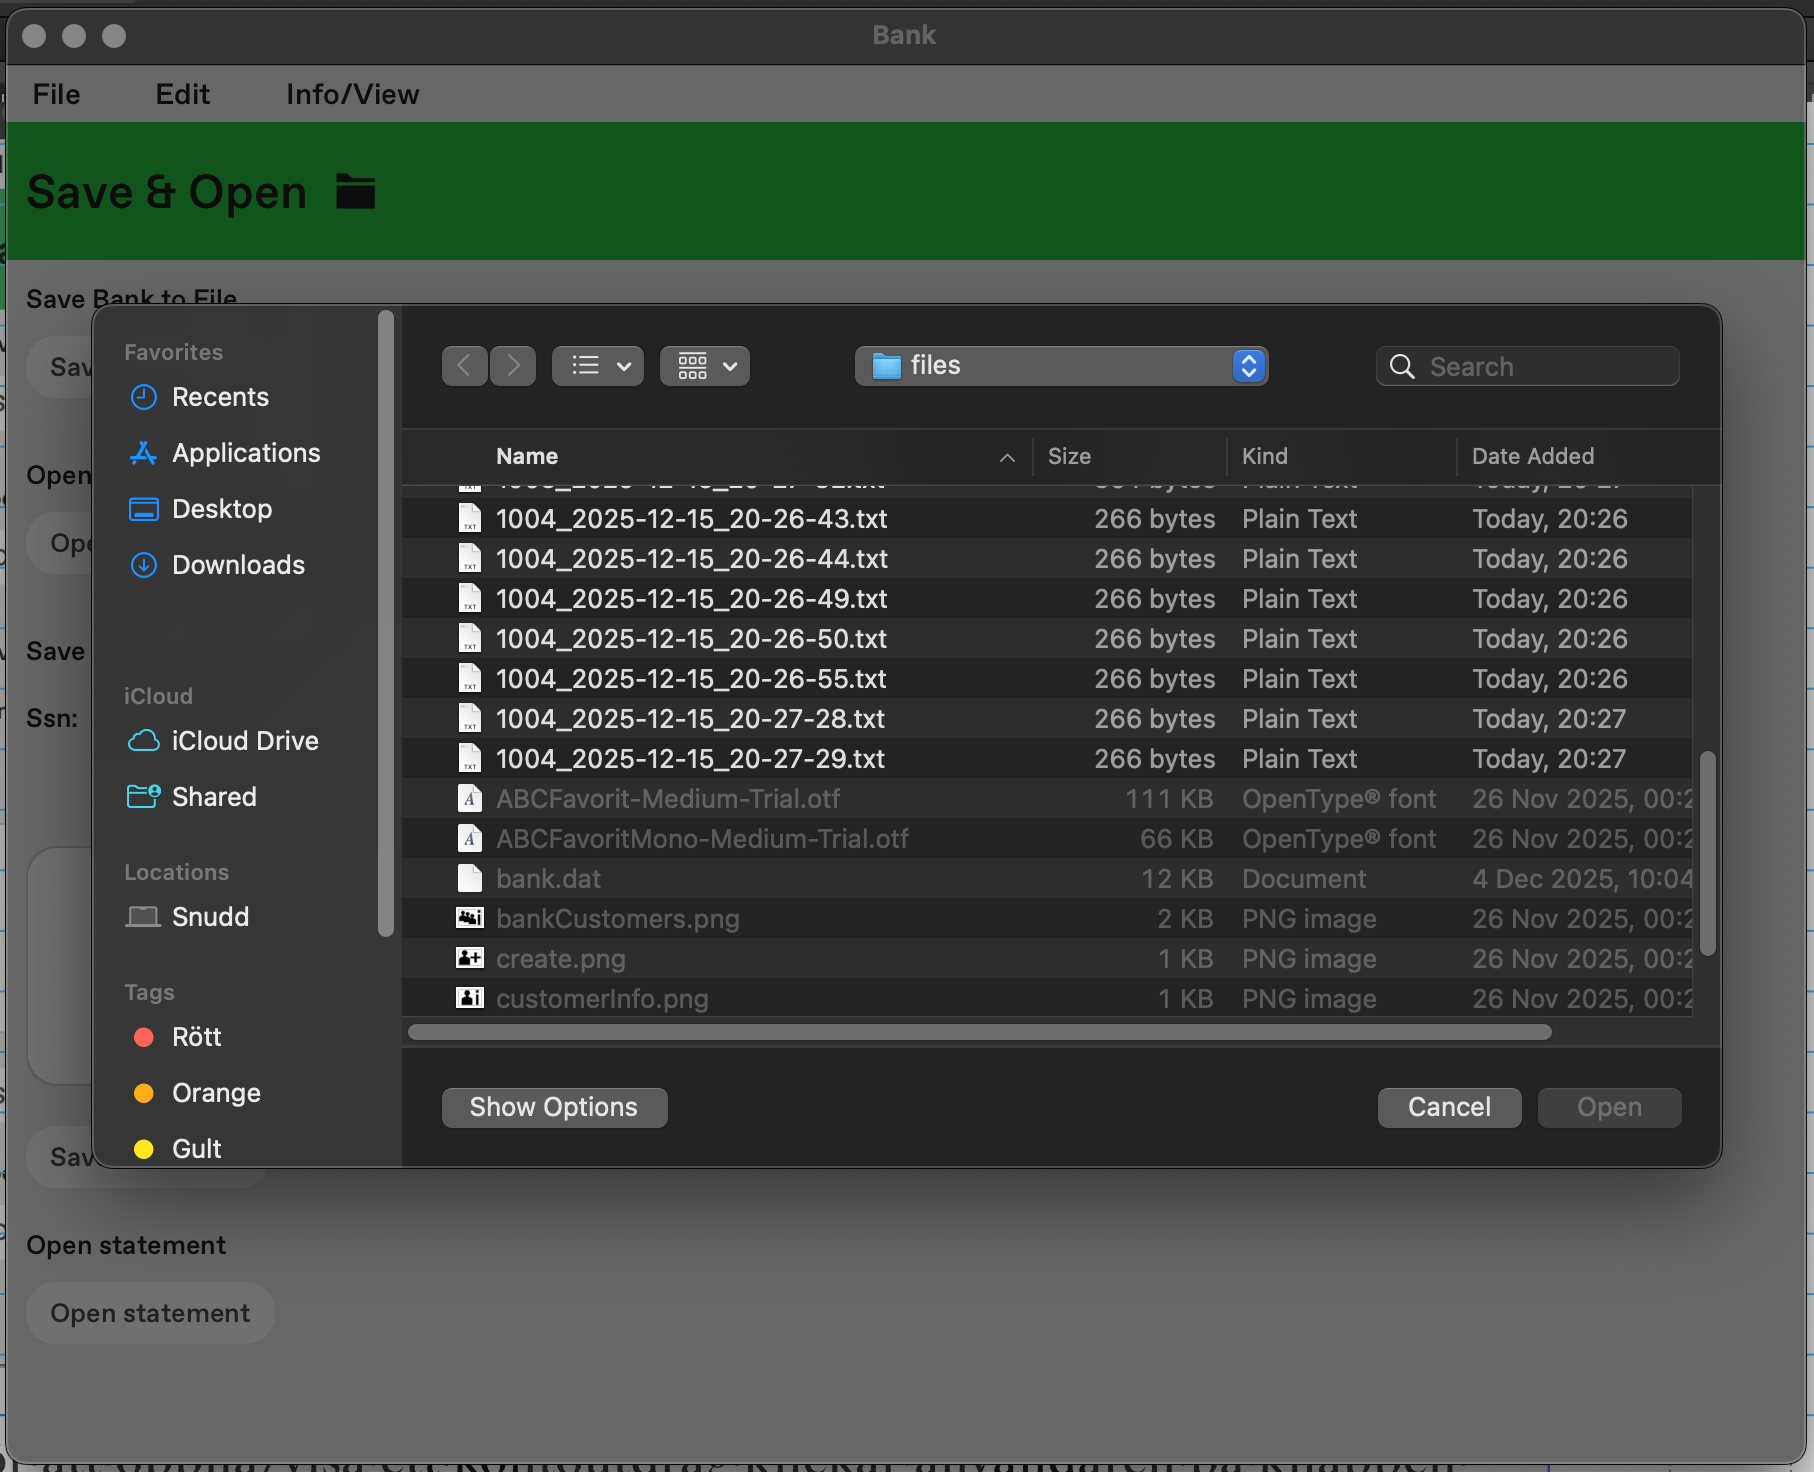 Bank
File Edit Info/View
Save & Open
Save Bank to File
Favorites
Recents
Applications
Desktop
Downloads
iCloud
iCloud Drive
Shared
Locations
Snudd
Tags
Rött
Orange
Gult
files
Search
Name Size Kind Date Added
1004_2025-12-15_20-26-43.txt 266 bytes Plain Text Today, 20:26
1004_2025-12-15_20-26-44.txt 266 bytes Plain Text Today, 20:26
1004_2025-12-15_20-26-49.txt 266 bytes Plain Text Today, 20:26
1004_2025-12-15_20-26-50.txt 266 bytes Plain Text Today, 20:26
1004_2025-12-15_20-26-55.txt 266 bytes Plain Text Today, 20:26
1004_2025-12-15_20-27-28.txt 266 bytes Plain Text Today, 20:27
1004_2025-12-15_20-27-29.txt 266 bytes Plain Text Today, 20:27
ABCFavorit-Medium-Trial.otf 111 KB OpenType® font 26 Nov 2025,
ABCFavoritMono-Medium-Trial.otf 66 KB OpenType® font 26 Nov 2025,
bank.dat 12 KB Document 4 Dec 2025, 10:04
bankCustomers.png 2 KB PNG image 26 Nov 2025,
create.png 1 KB PNG image 26 Nov 2025,
customerInfo.png 1 KB PNG image 26 Nov 2025,
Show Options
Cancel
Open
Open
Save
Ssn:
Open statement
Open statement